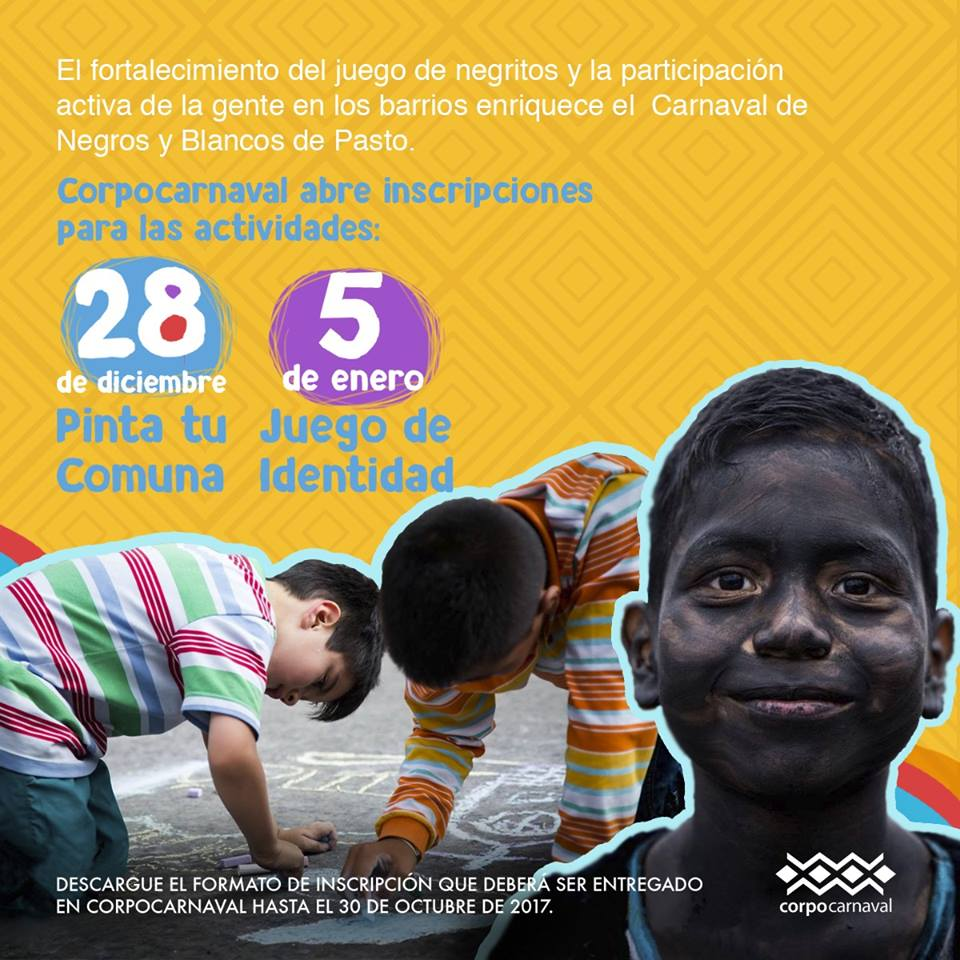 El fortalecimiento del juego de negritos y la participación
activa de la gente en los barrios enriquece el Carnaval de
Negros y Blancos de Pasto.
Corpocarnaval abre inscripciones
para las actividades:
28
de diciembre
Pinta tu
Comuna
5
de enero
Juego de
Identidad
DESCARGUE EL FORMATO DE INSCRIPCIÓN QUE DEBERÁ SER ENTREGADO
EN CORPOCARNAVAL HASTA EL 30 DE OCTUBRE DE 2017.
corpocarnaval